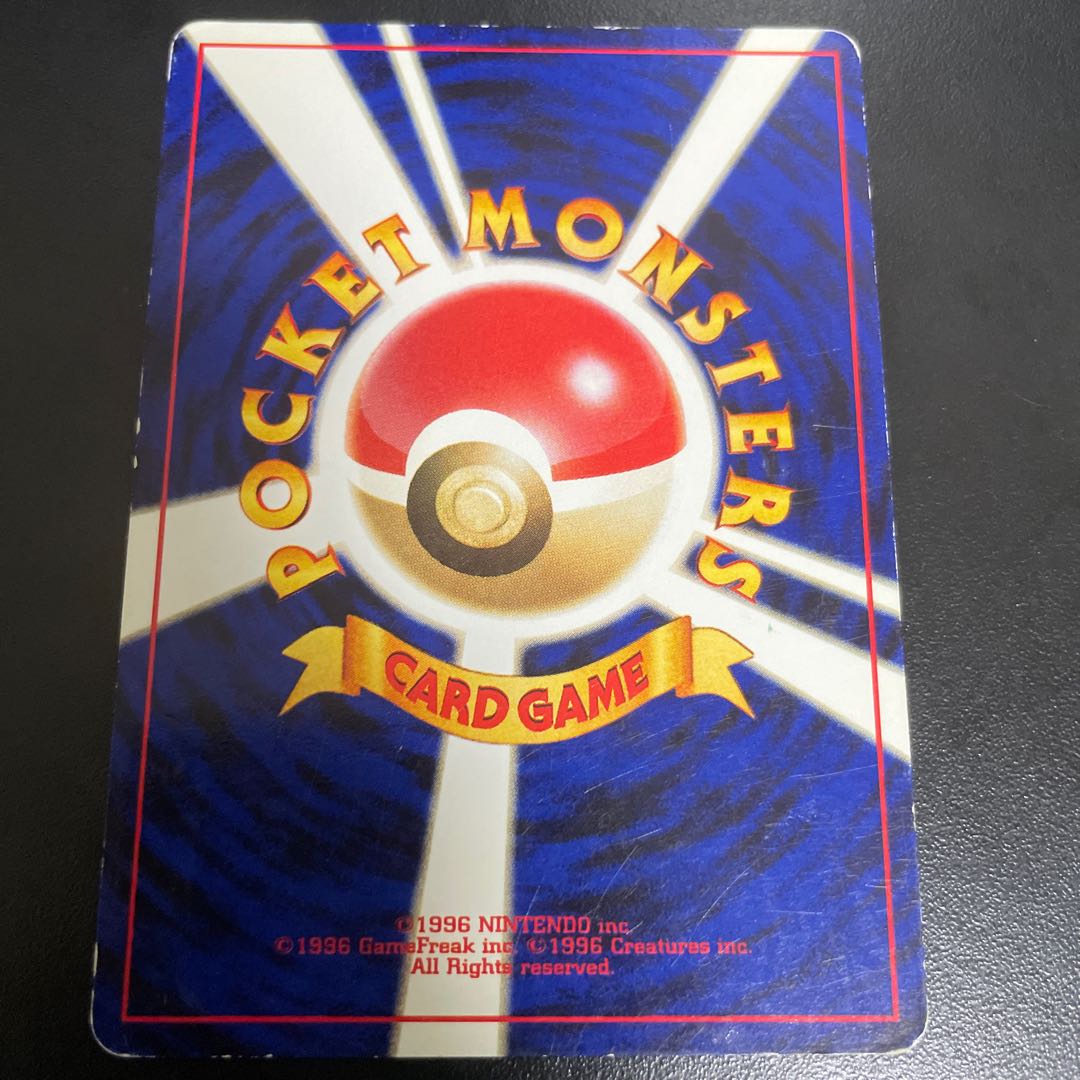 POCKET MONSTERS
CARD GAME
©1996 NINTENDO inc.
©1996 GameFreak inc. ©1996 Creatures inc.
All Rights reserved.